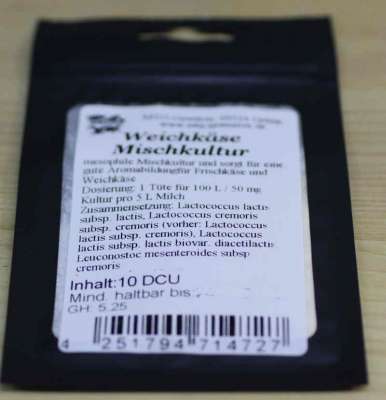 Weichkäse
Mischkultur
mesophile Mischkultur und sorgt für eine
gute Aromabildungfür Frischkäse und
Weichkäse
Dosierung: 1 Tüte für 100 L / 50 mg
Kultur pro 5 L Milch
Zusammensetzung: Lactococcus lactis
subsp. lactis, Lactococcus cremoris
subsp. cremoris (vorher: Lactococcus
lactis subsp. cremoris), Lactococcus
lactis subsp. lactis biovar. diacetilactis
Leuconostoc mesenteroides subsp
cremoris
Inhalt:10 DCU
Mind. haltbar bis
GH: 5.25
4 251794 714727